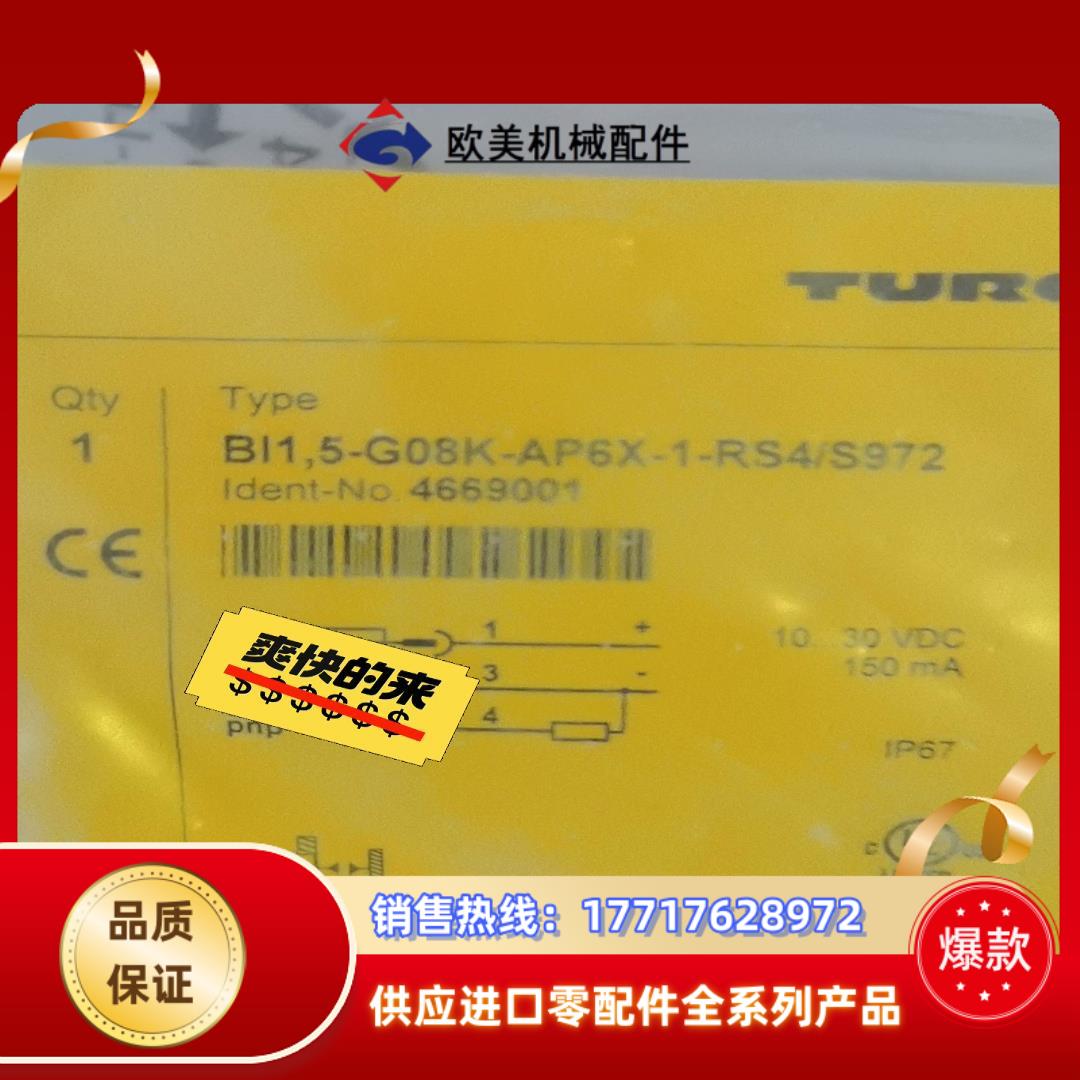 欧美机械配件
TURC
Qty
Type
1
BI1,5-G08K-AP6X-1-RS4/S972
Ident-No. 4669001
CE
1
+
10...30 VDC
3
-
150 mA
爽快的来
$$$$$$
pnp
4
IP67
品质
保证
销售热线：17717628972
爆款
供应进口零配件全系列产品